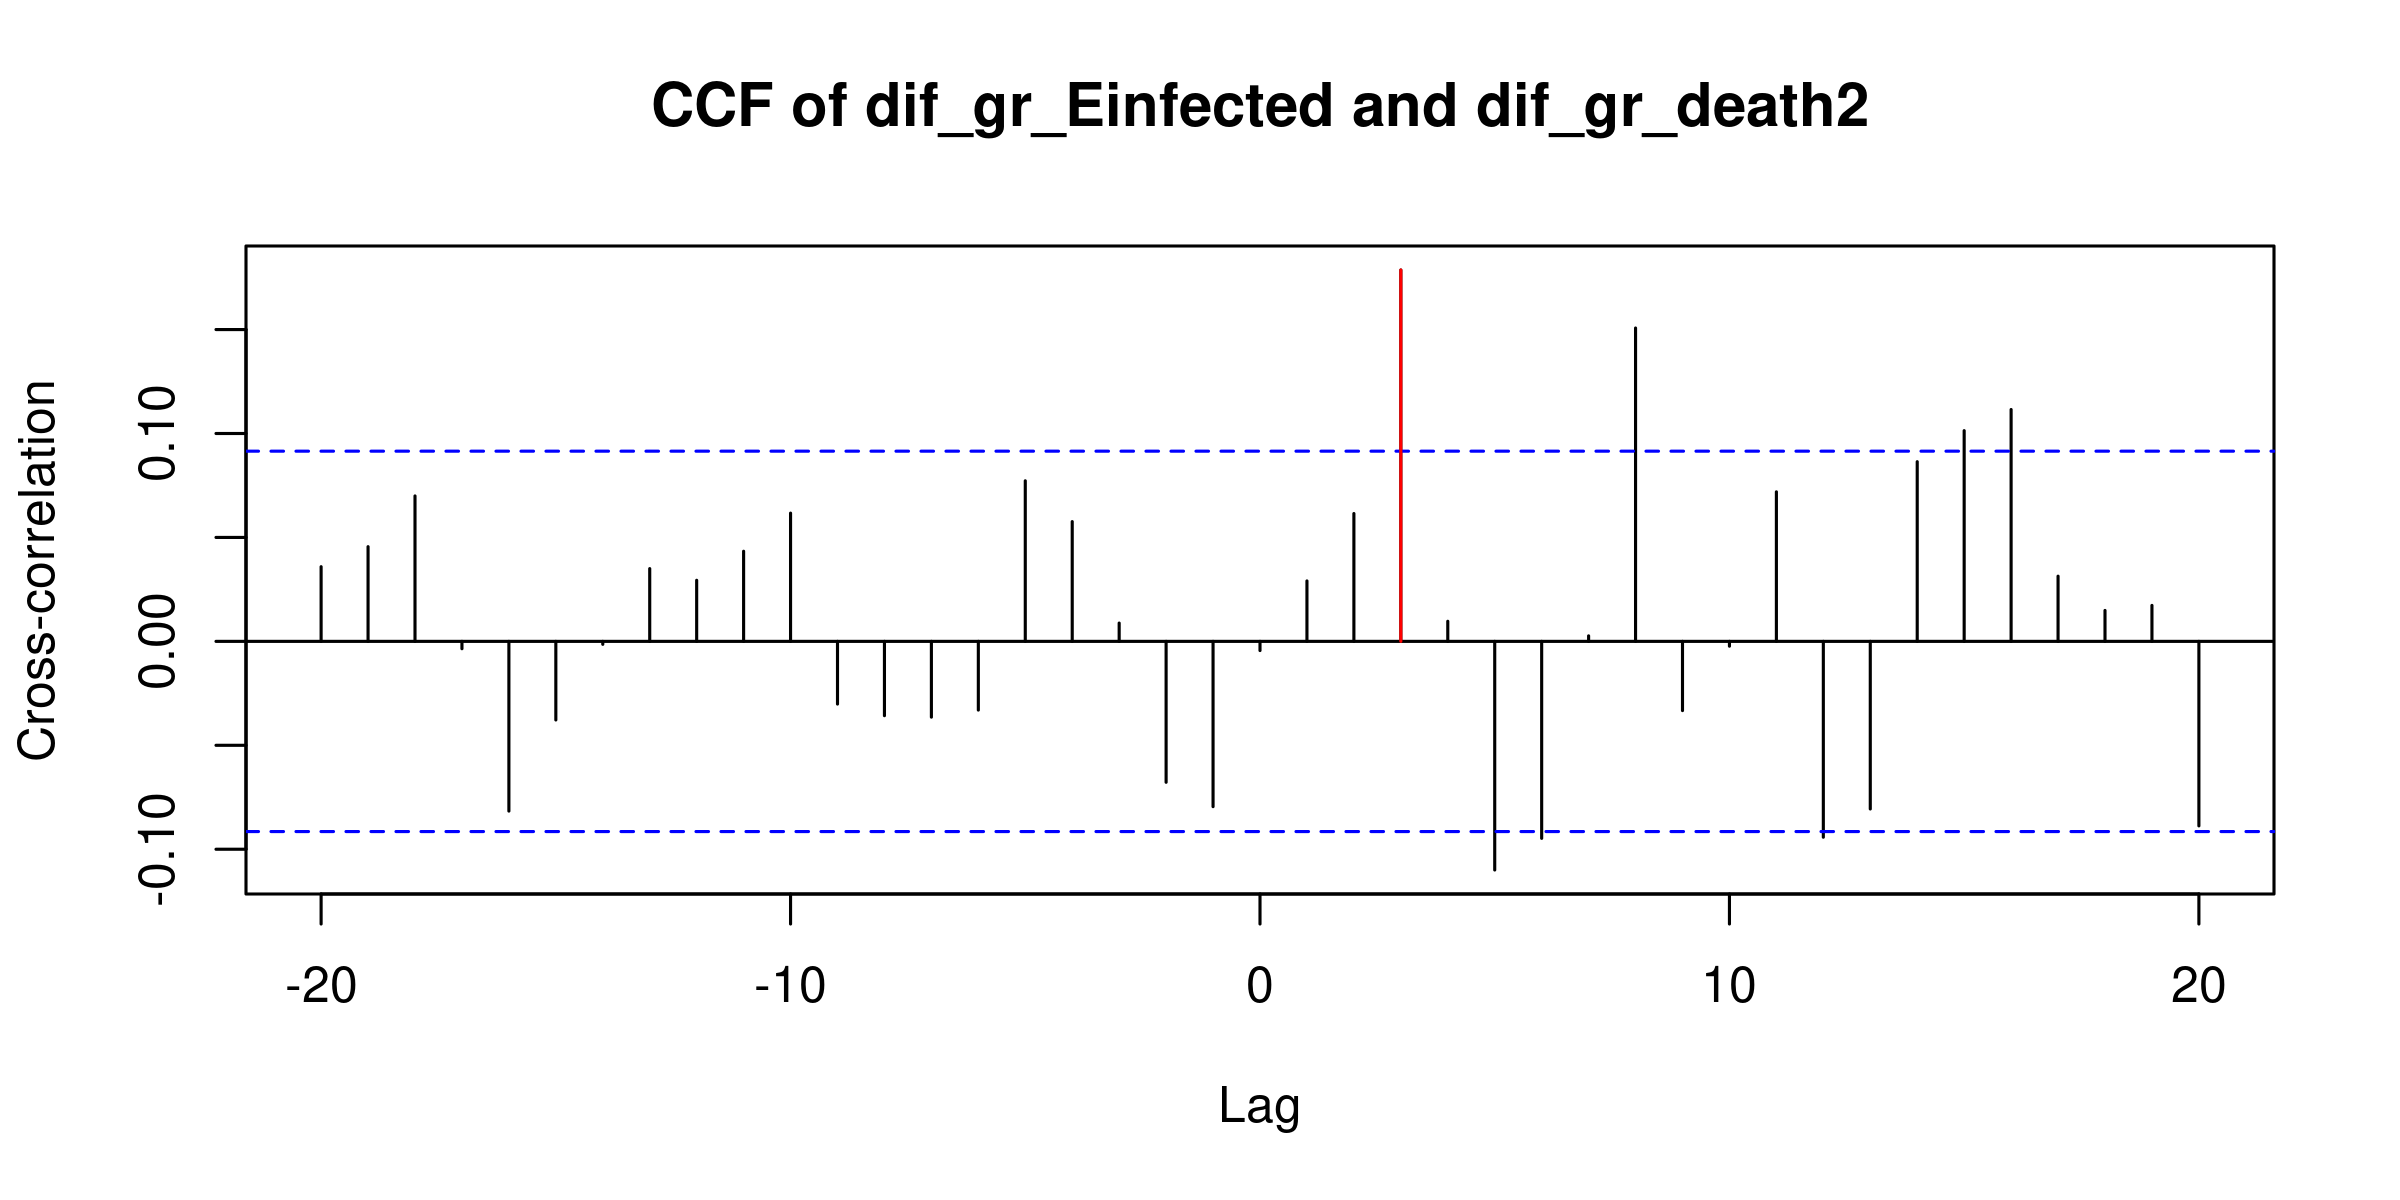 CCF of dif_gr_Einfected and dif_gr_death2
Cross-correlation
0.10
0.00
-0.10
-20 -10 0 10 20
Lag